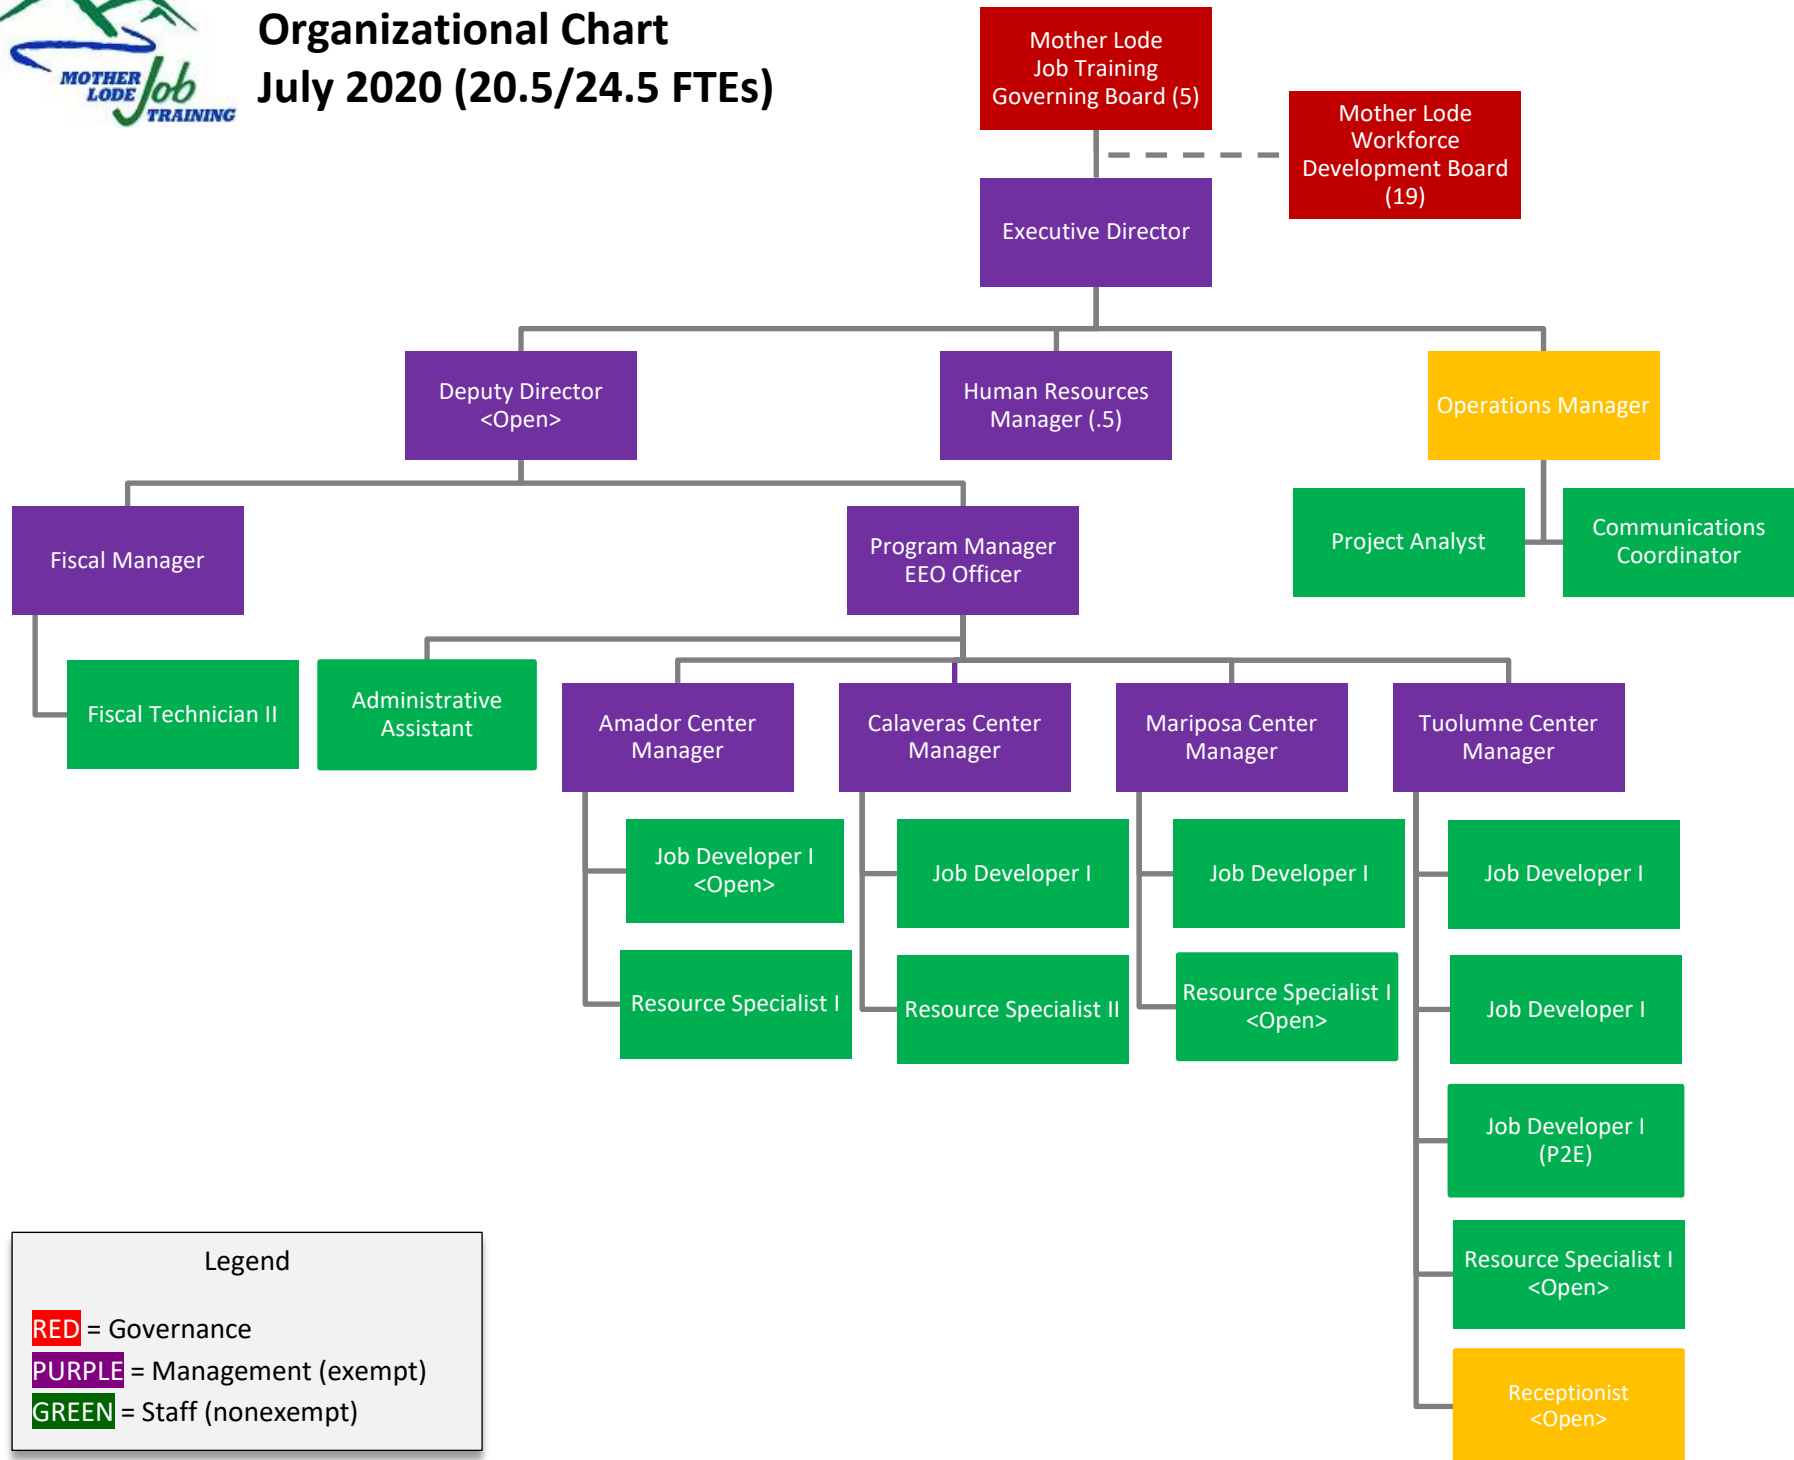 MOTHER
LODE
Job
TRAINING
Organizational Chart
July 2020 (20.5/24.5 FTEs)
Mother Lode
Job Training
Governing Board (5)
Mother Lode
Workforce
Development Board
(19)
Executive Director
Deputy Director
<Open>
Human Resources
Manager (.5)
Operations Manager
Fiscal Manager
Program Manager
EEO Officer
Project Analyst
Communications
Coordinator
Fiscal Technician II
Administrative
Assistant
Amador Center
Manager
Calaveras Center
Manager
Mariposa Center
Manager
Tuolumne Center
Manager
Job Developer I
<Open>
Job Developer I
Job Developer I
Job Developer I
Resource Specialist I
Resource Specialist II
Resource Specialist I
<Open>
Job Developer I
Job Developer I
(P2E)
Resource Specialist I
<Open>
Receptionist
<Open>
Legend
RED = Governance
PURPLE = Management (exempt)
GREEN = Staff (nonexempt)